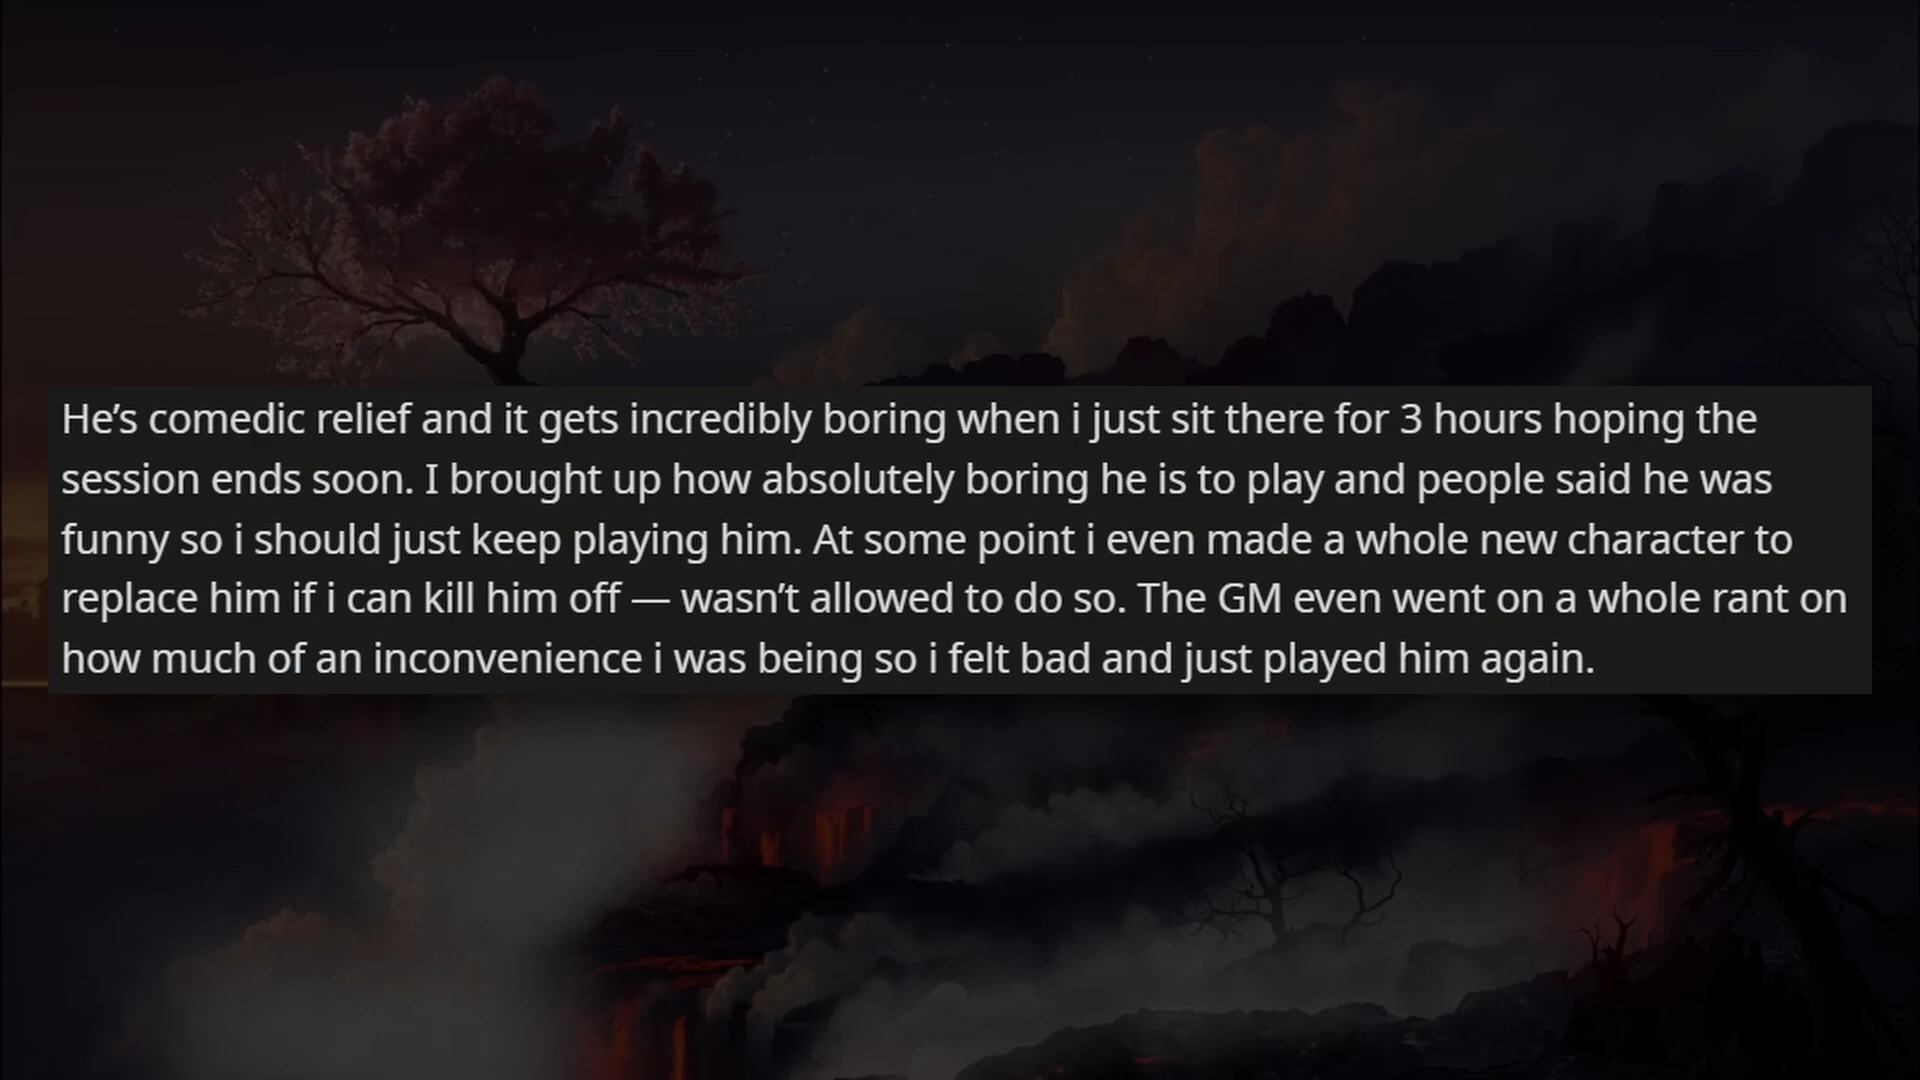 He’s comedic relief and it gets incredibly boring when i just sit there for 3 hours hoping the
session ends soon. I brought up how absolutely boring he is to play and people said he was
funny so i should just keep playing him. At some point i even made a whole new character to
replace him if i can kill him off — wasn’t allowed to do so. The GM even went on a whole rant on
how much of an inconvenience i was being so i felt bad and just played him again.